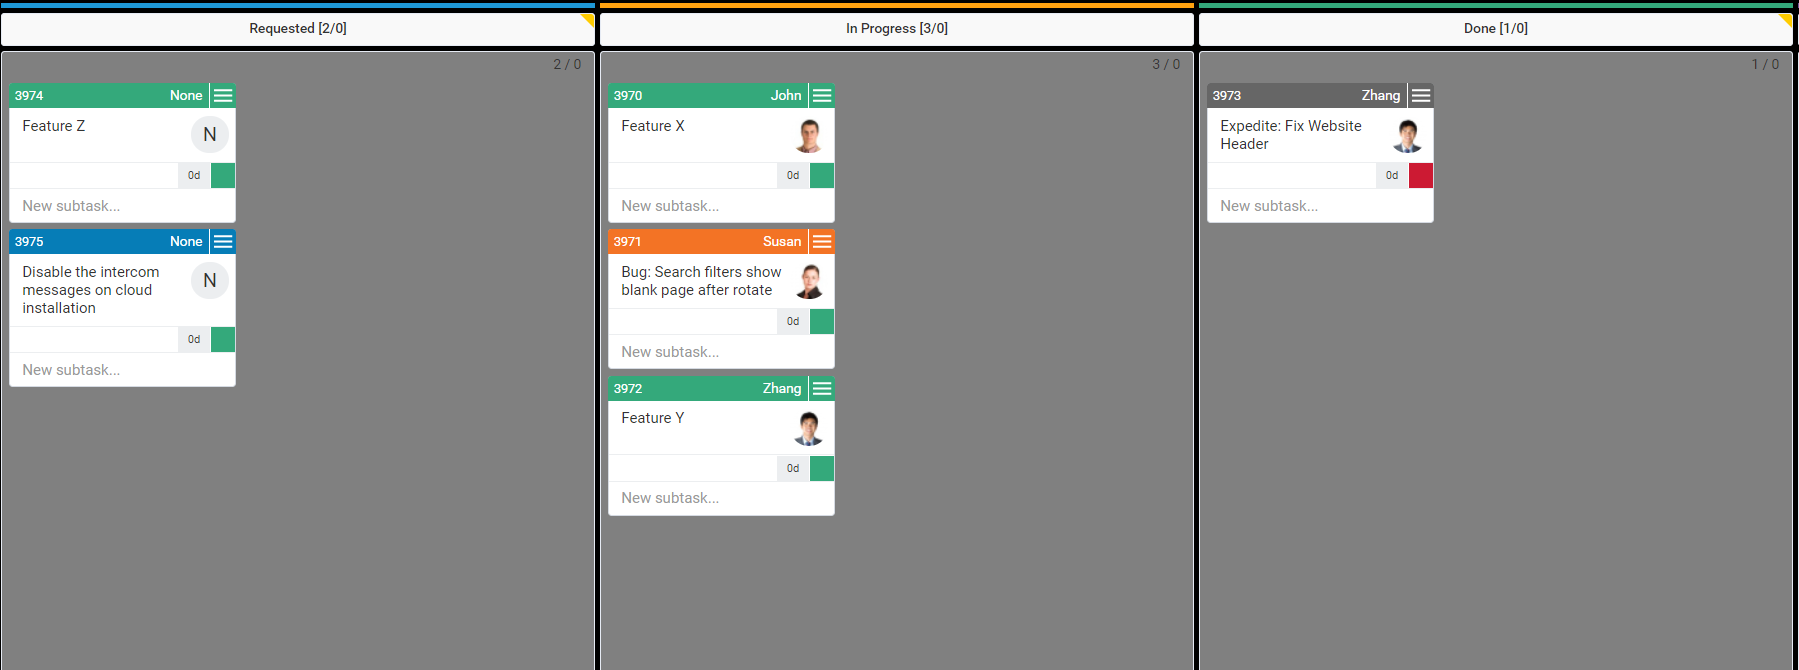 Requested [2/0]
2 / 0
3974 None
Feature Z
N
0d
New subtask...
3975 None
Disable the intercom
messages on cloud
installation
N
0d
New subtask...
In Progress [3/0]
3 / 0
3970 John
Feature X
0d
New subtask...
3971 Susan
Bug: Search filters show
blank page after rotate
0d
New subtask...
3972 Zhang
Feature Y
0d
New subtask...
Done [1/0]
1 / 0
3973 Zhang
Expedite: Fix Website
Header
0d
New subtask...